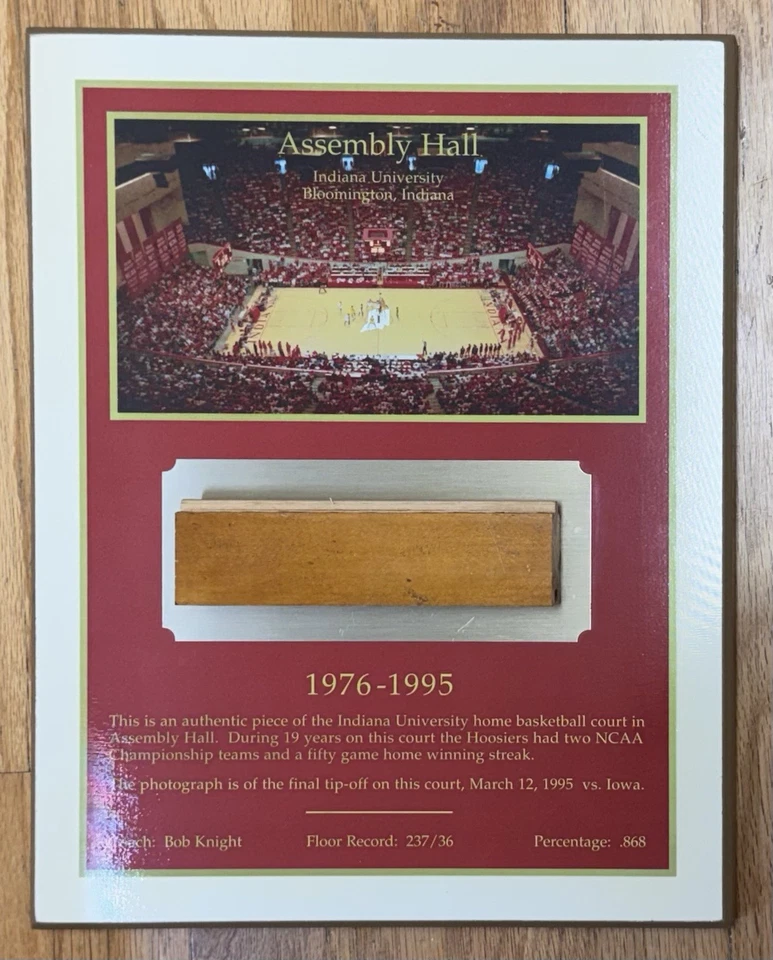 Assembly Hall
Indiana University
Bloomington, Indiana
1976-1995
This is an authentic piece of the Indiana University home basketball court in
Assembly Hall. During 19 years on this court the Hoosiers had two NCAA
Championship teams and a fifty game home winning streak.
The photograph is of the final tip-off on this court, March 12, 1995 vs. Iowa.
Coach: Bob Knight Floor Record: 237/36 Percentage: .868